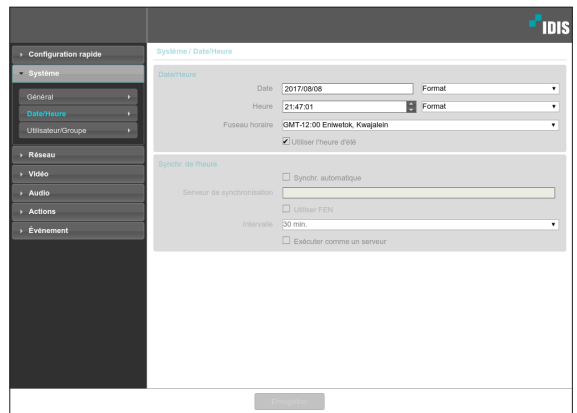 IDIS
Configuration rapide
Système
Général
Date/Heure
Utilisateur/Groupe
Réseau
Vidéo
Audio
Actions
Événement
Système / Date/Heure
Date/Heure
Date 2017/08/08 Format
Heure 21:47:01 Format
Fuseau horaire GMT-12:00 Eniwetok, Kwajalein
Utiliser l'heure d'été
Synchr. de l'heure
Synchr. automatique
Serveur de synchronisation
Utiliser FEN
Intervalle 30 min.
Exécuter comme un serveur
Enregistrer